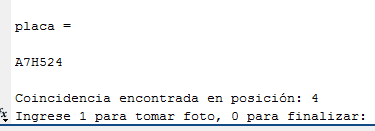 placa =
A7H524
Coincidencia encontrada en posición: 4
Ingrese 1 para tomar foto, 0 para finalizar: